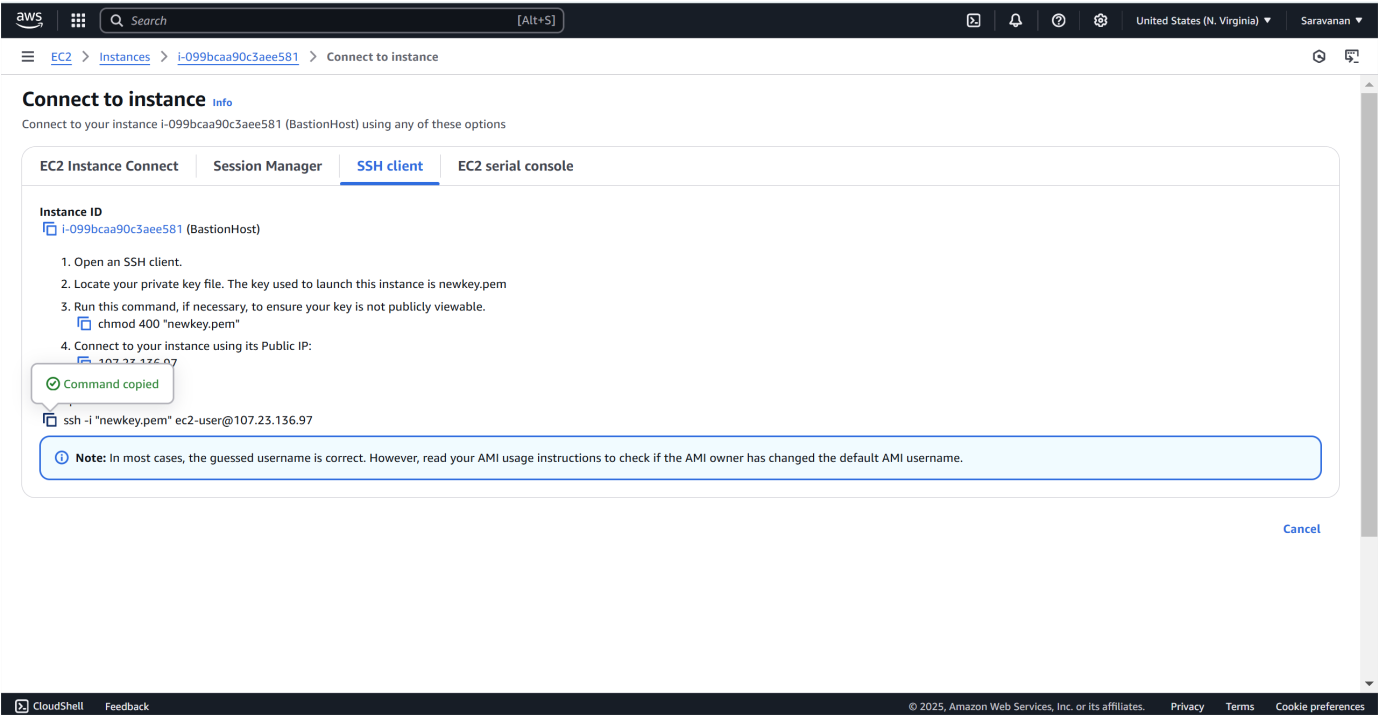 aws Search [Alt+S] United States (N. Virginia) ▼ Saravanan ▼
EC2 > Instances > i-099bcaa90c3aee581 > Connect to instance
Connect to instance Info
Connect to your instance i-099bcaa90c3aee581 (BastionHost) using any of these options
EC2 Instance Connect Session Manager SSH client EC2 serial console
Instance ID
i-099bcaa90c3aee581 (BastionHost)
1. Open an SSH client.
2. Locate your private key file. The key used to launch this instance is newkey.pem
3. Run this command, if necessary, to ensure your key is not publicly viewable.
chmod 400 "newkey.pem"
4. Connect to your instance using its Public IP:
107.23.136.97
Command copied
ssh -i "newkey.pem" ec2-user@107.23.136.97
Note: In most cases, the guessed username is correct. However, read your AMI usage instructions to check if the AMI owner has changed the default AMI username.
Cancel
CloudShell Feedback © 2025, Amazon Web Services, Inc. or its affiliates. Privacy Terms Cookie preferences